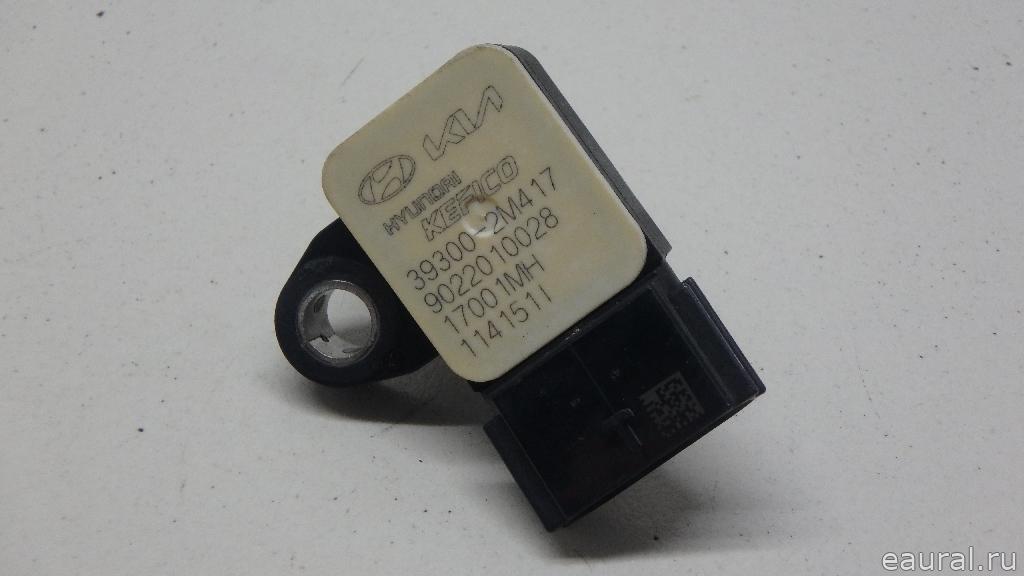 KIA
HYUNDAI
KEFICO
39300-2M417
9022010028
17001MH
1141511
eaural.ru